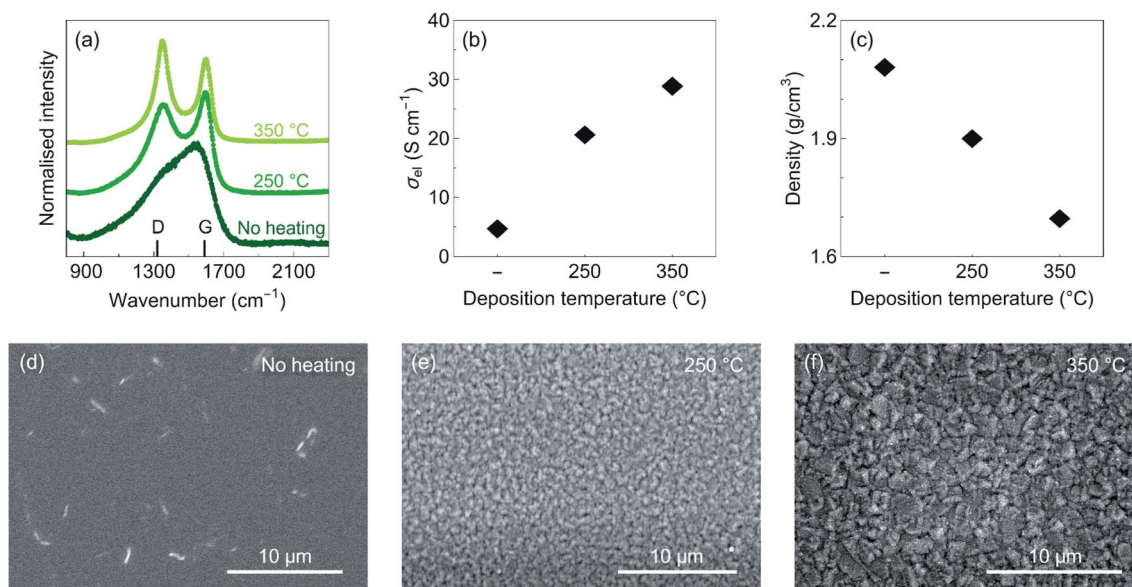 (a)
Normalised intensity
350 °C
250 °C
No heating
D G
900 1300 1700 2100
Wavenumber (cm⁻¹)
(b)
σel (S cm⁻¹)
40
30
20
10
0
– 250 350
Deposition temperature (°C)
(c)
Density (g/cm³)
2.2
1.9
1.6
– 250 350
Deposition temperature (°C)
(d) No heating
10 µm
(e) 250 °C
10 µm
(f) 350 °C
10 µm